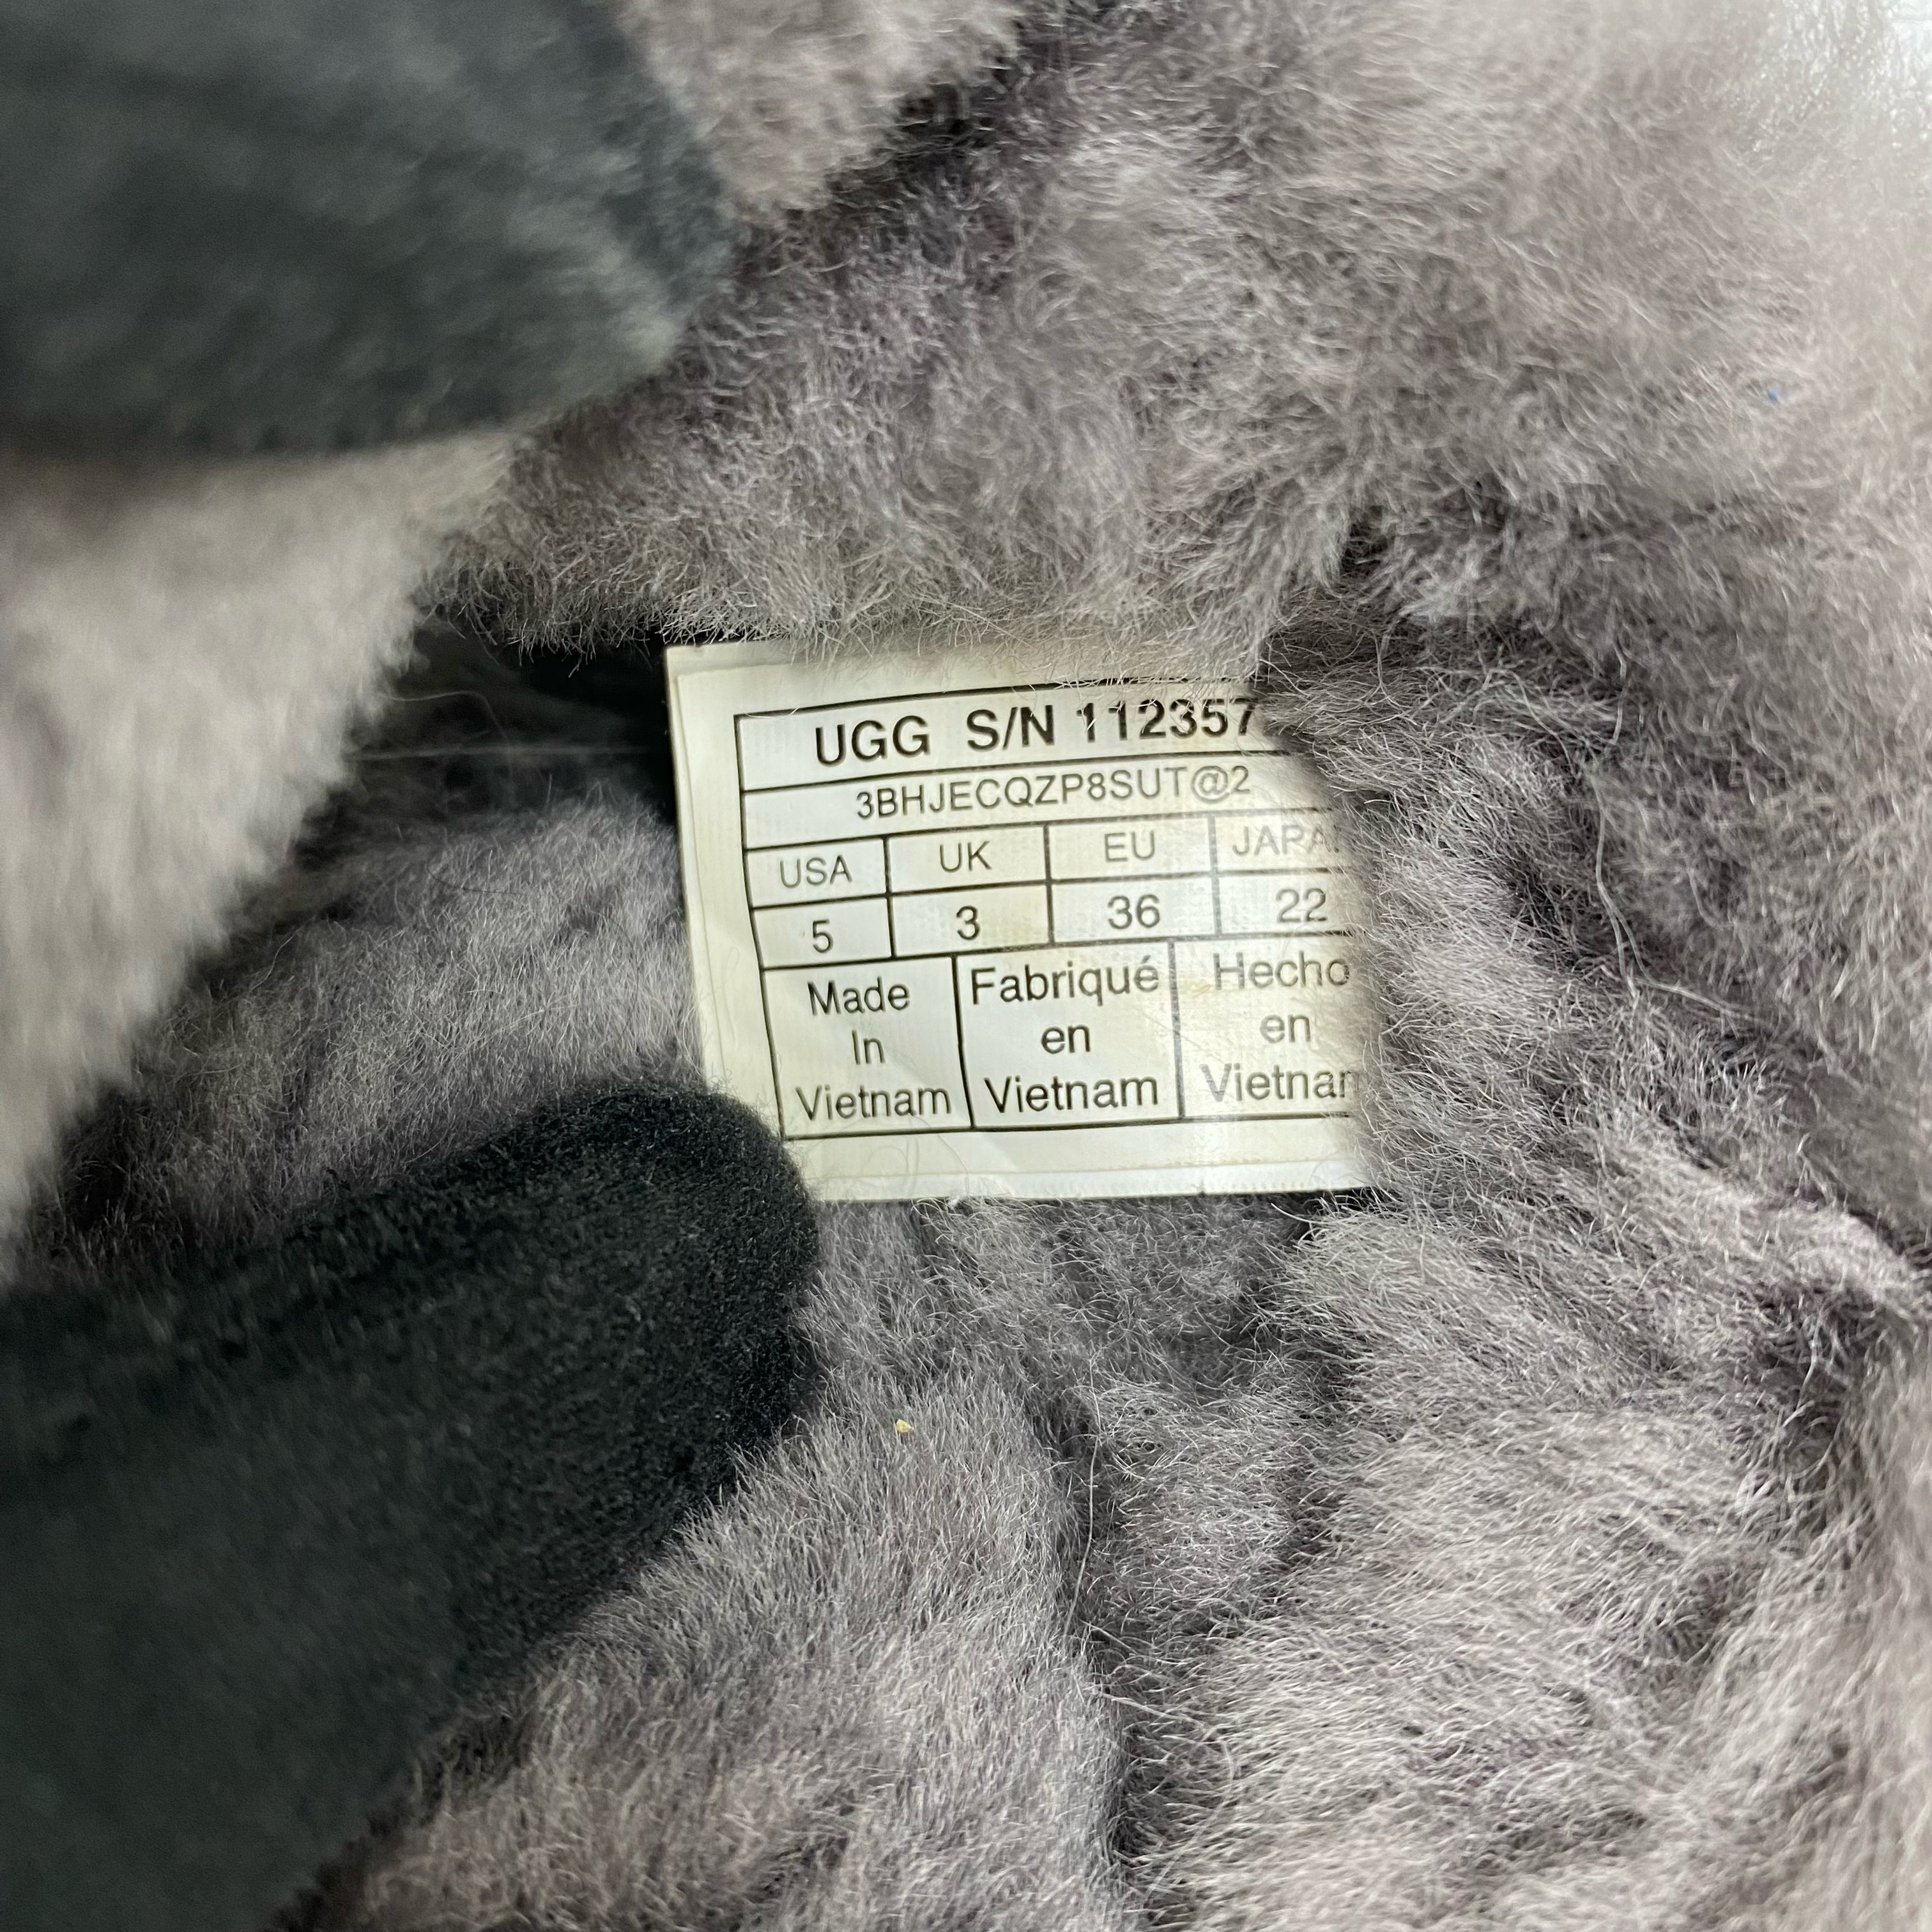 UGG S/N 112357
3BHJECQZP8SUT@2
USA UK EU
5 3 36 22
Made Fabriqué Hecho
In en en
Vietnam Vietnam